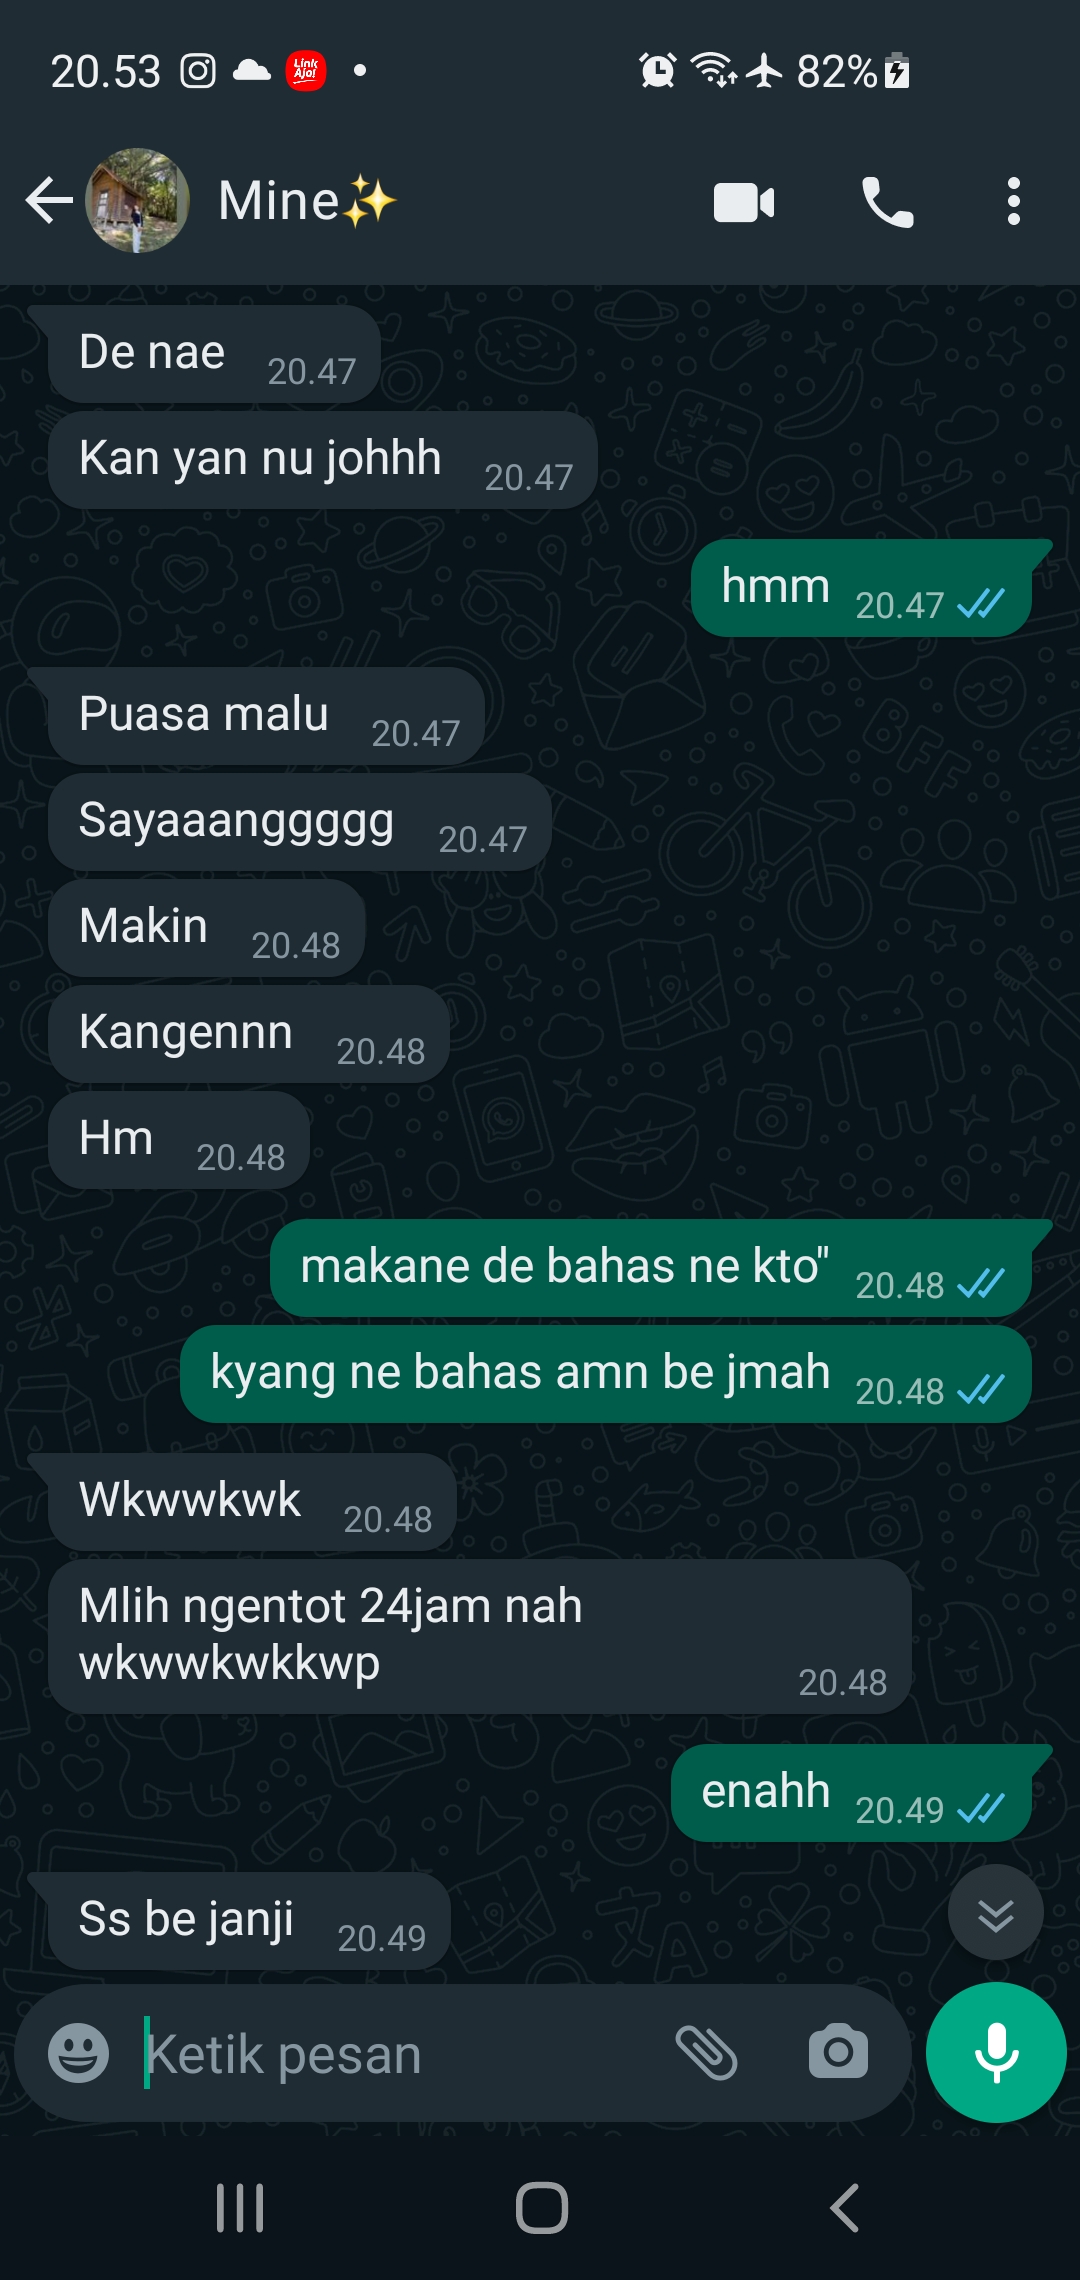 20.53
Link
Ajo!
82%
Mine✨
De nae 20.47
Kan yan nu johhh 20.47
hmm 20.47
Puasa malu 20.47
Sayaaanggggg 20.47
Makin 20.48
Kangennn 20.48
Hm 20.48
makane de bahas ne kto" 20.48
kyang ne bahas amn be jmah 20.48
Wkwwkwk 20.48
Mlih ngentot 24jam nah
wkwwkwkkwp 20.48
enahh 20.49
Ss be janji 20.49
Ketik pesan